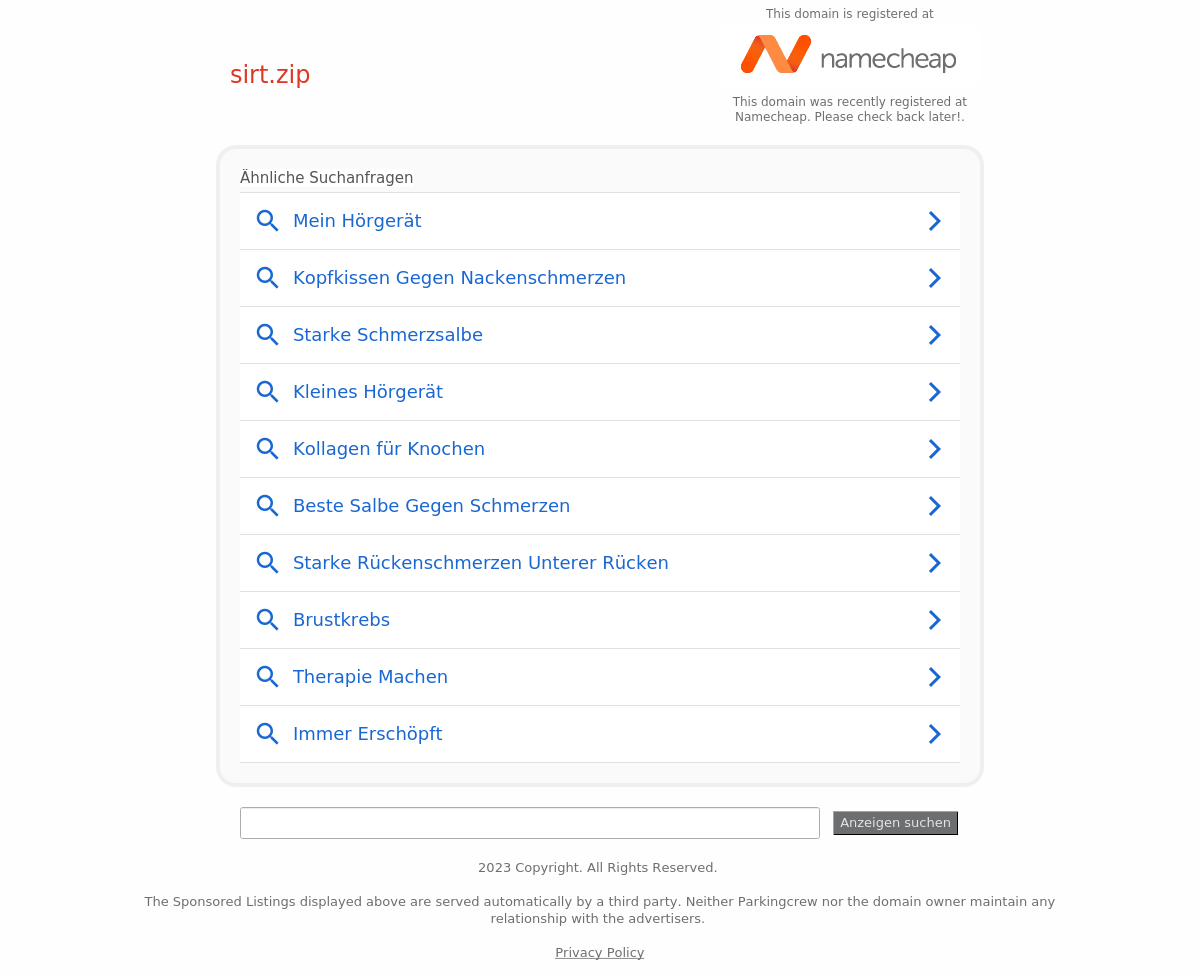 This domain is registered at
namecheap
sirt.zip
This domain was recently registered at
Namecheap. Please check back later!.
Ähnliche Suchanfragen
Mein Hörgerät
Kopfkissen Gegen Nackenschmerzen
Starke Schmerzsalbe
Kleines Hörgerät
Kollagen für Knochen
Beste Salbe Gegen Schmerzen
Starke Rückenschmerzen Unterer Rücken
Brustkrebs
Therapie Machen
Immer Erschöpft
Anzeigen suchen
2023 Copyright. All Rights Reserved.
The Sponsored Listings displayed above are served automatically by a third party. Neither Parkingcrew nor the domain owner maintain any
relationship with the advertisers.
Privacy Policy